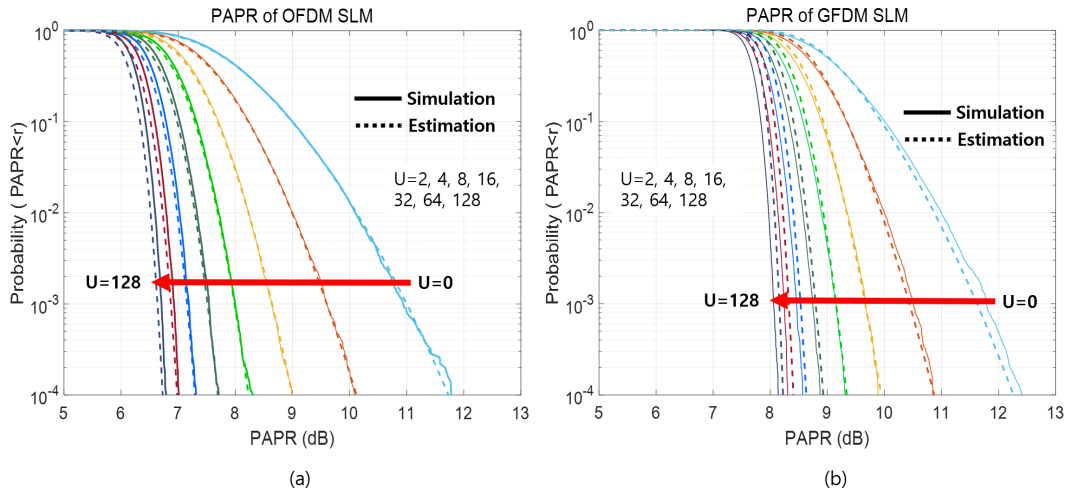 PAPR of OFDM SLM
Probability ( PAPR<r)
10^0
10^-1
10^-2
10^-3
10^-4
Simulation
Estimation
U=2, 4, 8, 16,
32, 64, 128
U=128
U=0
5 6 7 8 9 10 11 12 13
PAPR (dB)
(a)
PAPR of GFDM SLM
Probability ( PAPR<r)
10^0
10^-1
10^-2
10^-3
10^-4
Simulation
Estimation
U=2, 4, 8, 16,
32, 64, 128
U=128
U=0
5 6 7 8 9 10 11 12 13
PAPR (dB)
(b)